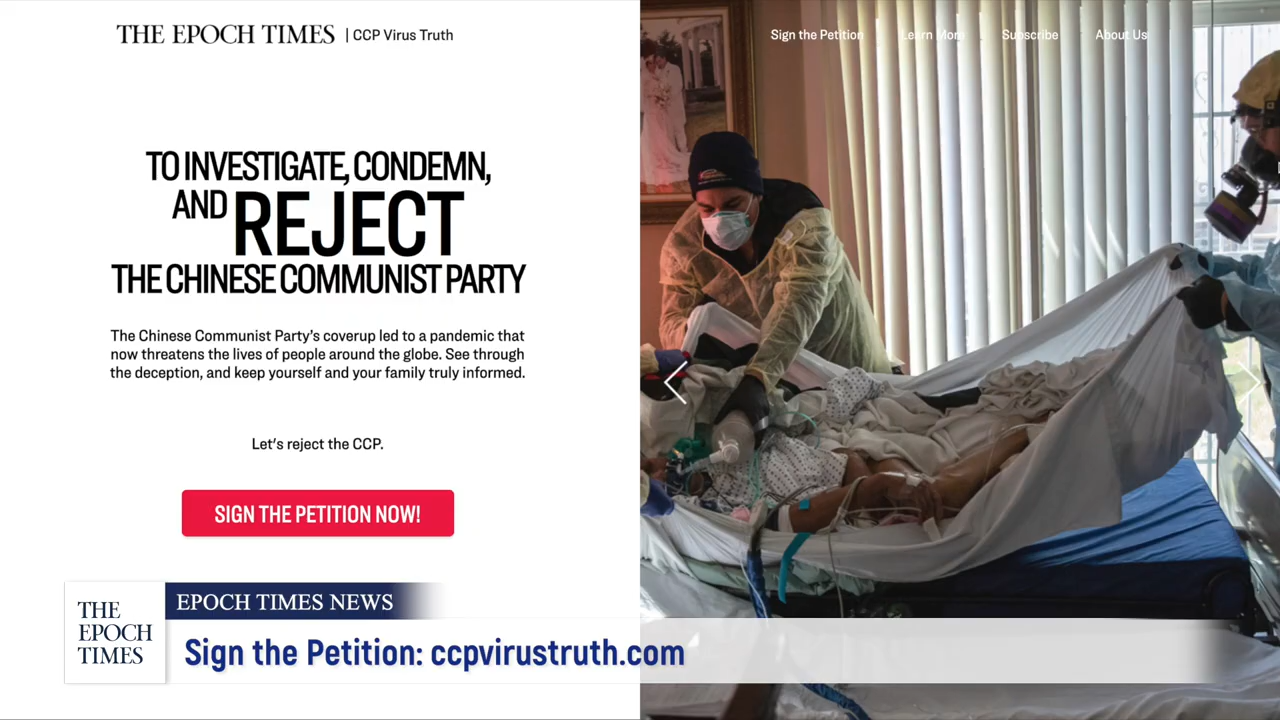 THE EPOCH TIMES | CCP Virus Truth
Sign the Petition Learn More Subscribe About Us
TO INVESTIGATE, CONDEMN,
AND REJECT
THE CHINESE COMMUNIST PARTY
The Chinese Communist Party's coverup led to a pandemic that
now threatens the lives of people around the globe. See through
the deception, and keep yourself and your family truly informed.
Let's reject the CCP.
SIGN THE PETITION NOW!
THE
EPOCH
TIMES
EPOCH TIMES NEWS
Sign the Petition: ccpvirustruth.com